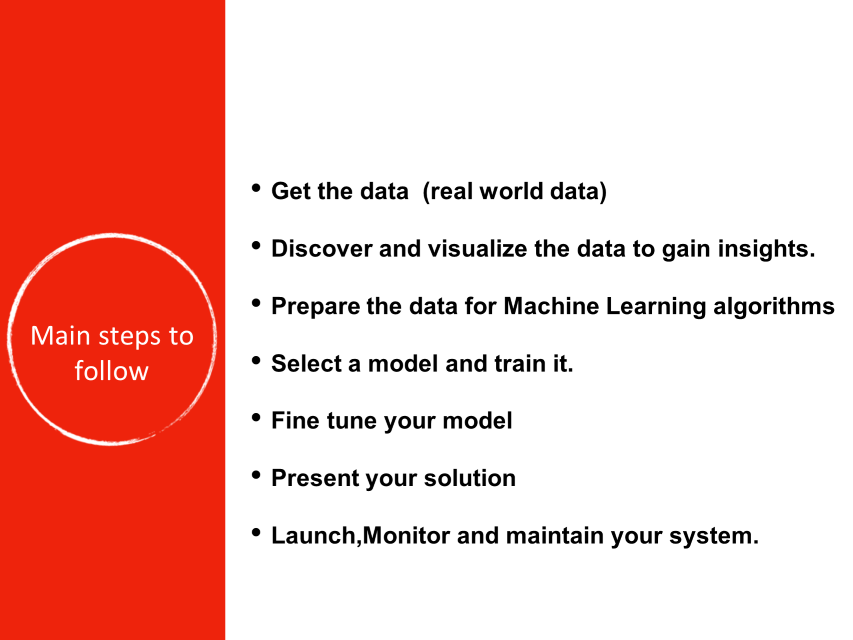 Main steps to
follow
• Get the data  (real world data)
• Discover and visualize the data to gain insights.
• Prepare the data for Machine Learning algorithms
• Select a model and train it.
• Fine tune your model
• Present your solution
• Launch,Monitor and maintain your system.